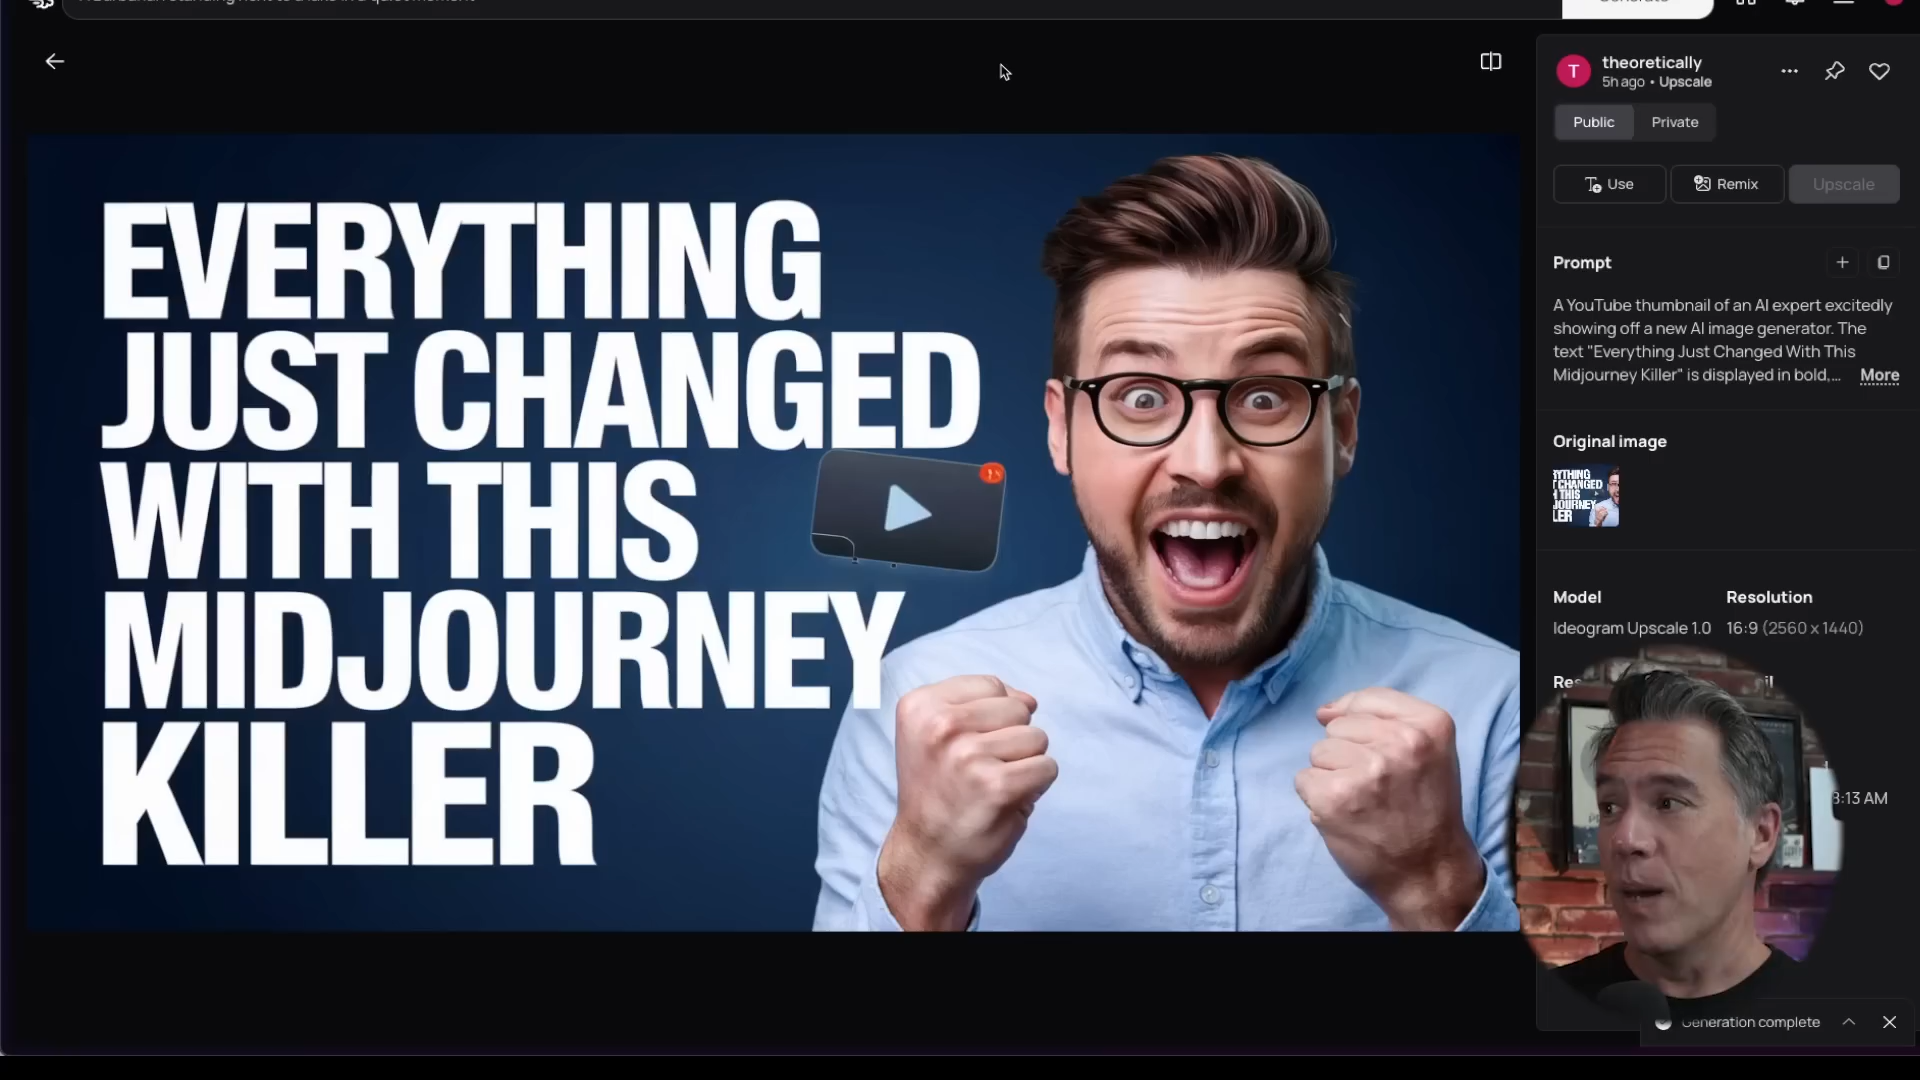 theoretically
5h ago • Upscale
Public
Private
T
Use
Remix
Upscale
EVERYTHING
JUST CHANGED
WITH THIS
MIDJOURNEY
KILLER
Prompt
A YouTube thumbnail of an AI expert excitedly
showing off a new AI image generator. The
text "Everything Just Changed With This
Midjourney Killer" is displayed in bold,...
More
Original image
Model
Resolution
Ideogram Upscale 1.0
16:9 (2560 x 1440)
8:13 AM
Generation complete